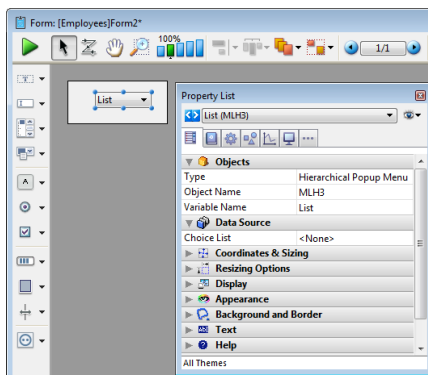 Form: [Employees]Form2*
100%
1/1
List
Property List
List (MLH3)
Objects
Type Hierarchical Popup Menu
Object Name MLH3
Variable Name List
Data Source
Choice List <None>
Coordinates & Sizing
Resizing Options
Display
Appearance
Background and Border
Text
Help
All Themes